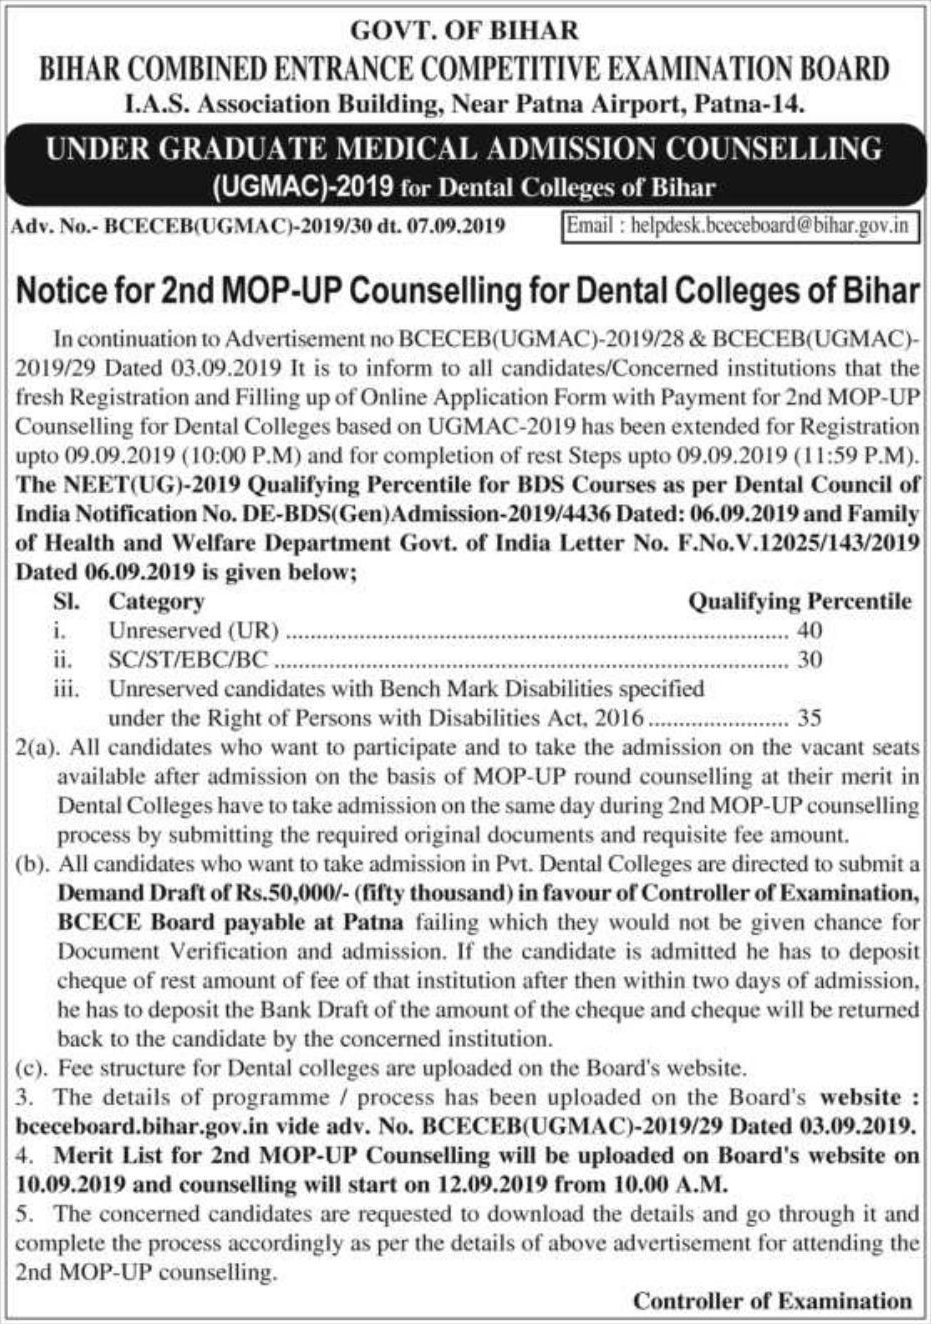 GOVT. OF BIHAR
BIHAR COMBINED ENTRANCE COMPETITIVE EXAMINATION BOARD
I.A.S. Association Building, Near Patna Airport, Patna-14.
UNDER GRADUATE MEDICAL ADMISSION COUNSELLING
(UGMAC)-2019 for Dental Colleges of Bihar
Adv. No.- BCECEB(UGMAC)-2019/30 dt. 07.09.2019 Email : helpdesk.bceceboard@bihar.gov.in
Notice for 2nd MOP-UP Counselling for Dental Colleges of Bihar
In continuation to Advertisement no BCECEB(UGMAC)-2019/28 & BCECEB(UGMAC)-
2019/29 Dated 03.09.2019 It is to inform to all candidates/Concerned institutions that the
fresh Registration and Filling up of Online Application Form with Payment for 2nd MOP-UP
Counselling for Dental Colleges based on UGMAC-2019 has been extended for Registration
upto 09.09.2019 (10:00 P.M) and for completion of rest Steps upto 09.09.2019 (11:59 P.M).
The NEET(UG)-2019 Qualifying Percentile for BDS Courses as per Dental Council of
India Notification No. DE-BDS(Gen)Admission-2019/4436 Dated: 06.09.2019 and Family
of Health and Welfare Department Govt. of India Letter No. F.No.V.12025/143/2019
Dated 06.09.2019 is given below;
Sl. Category Qualifying Percentile
i. Unreserved (UR) ........................................................................................... 40
ii. SC/ST/EBC/BC ............................................................................................. 30
iii. Unreserved candidates with Bench Mark Disabilities specified
under the Right of Persons with Disabilities Act, 2016 ......................... 35
2(a). All candidates who want to participate and to take the admission on the vacant seats
available after admission on the basis of MOP-UP round counselling at their merit in
Dental Colleges have to take admission on the same day during 2nd MOP-UP counselling
process by submitting the required original documents and requisite fee amount.
(b). All candidates who want to take admission in Pvt. Dental Colleges are directed to submit a
Demand Draft of Rs.50,000/- (fifty thousand) in favour of Controller of Examination,
BCECE Board payable at Patna failing which they would not be given chance for
Document Verification and admission. If the candidate is admitted he has to deposit
cheque of rest amount of fee of that institution after then within two days of admission,
he has to deposit the Bank Draft of the amount of the cheque and cheque will be returned
back to the candidate by the concerned institution.
(c). Fee structure for Dental colleges are uploaded on the Board's website.
3. The details of programme / process has been uploaded on the Board's website :
bceceboard.bihar.gov.in vide adv. No. BCECEB(UGMAC)-2019/29 Dated 03.09.2019.
4. Merit List for 2nd MOP-UP Counselling will be uploaded on Board's website on
10.09.2019 and counselling will start on 12.09.2019 from 10.00 A.M.
5. The concerned candidates are requested to download the details and go through it and
complete the process accordingly as per the details of above advertisement for attending the
2nd MOP-UP counselling.
Controller of Examination